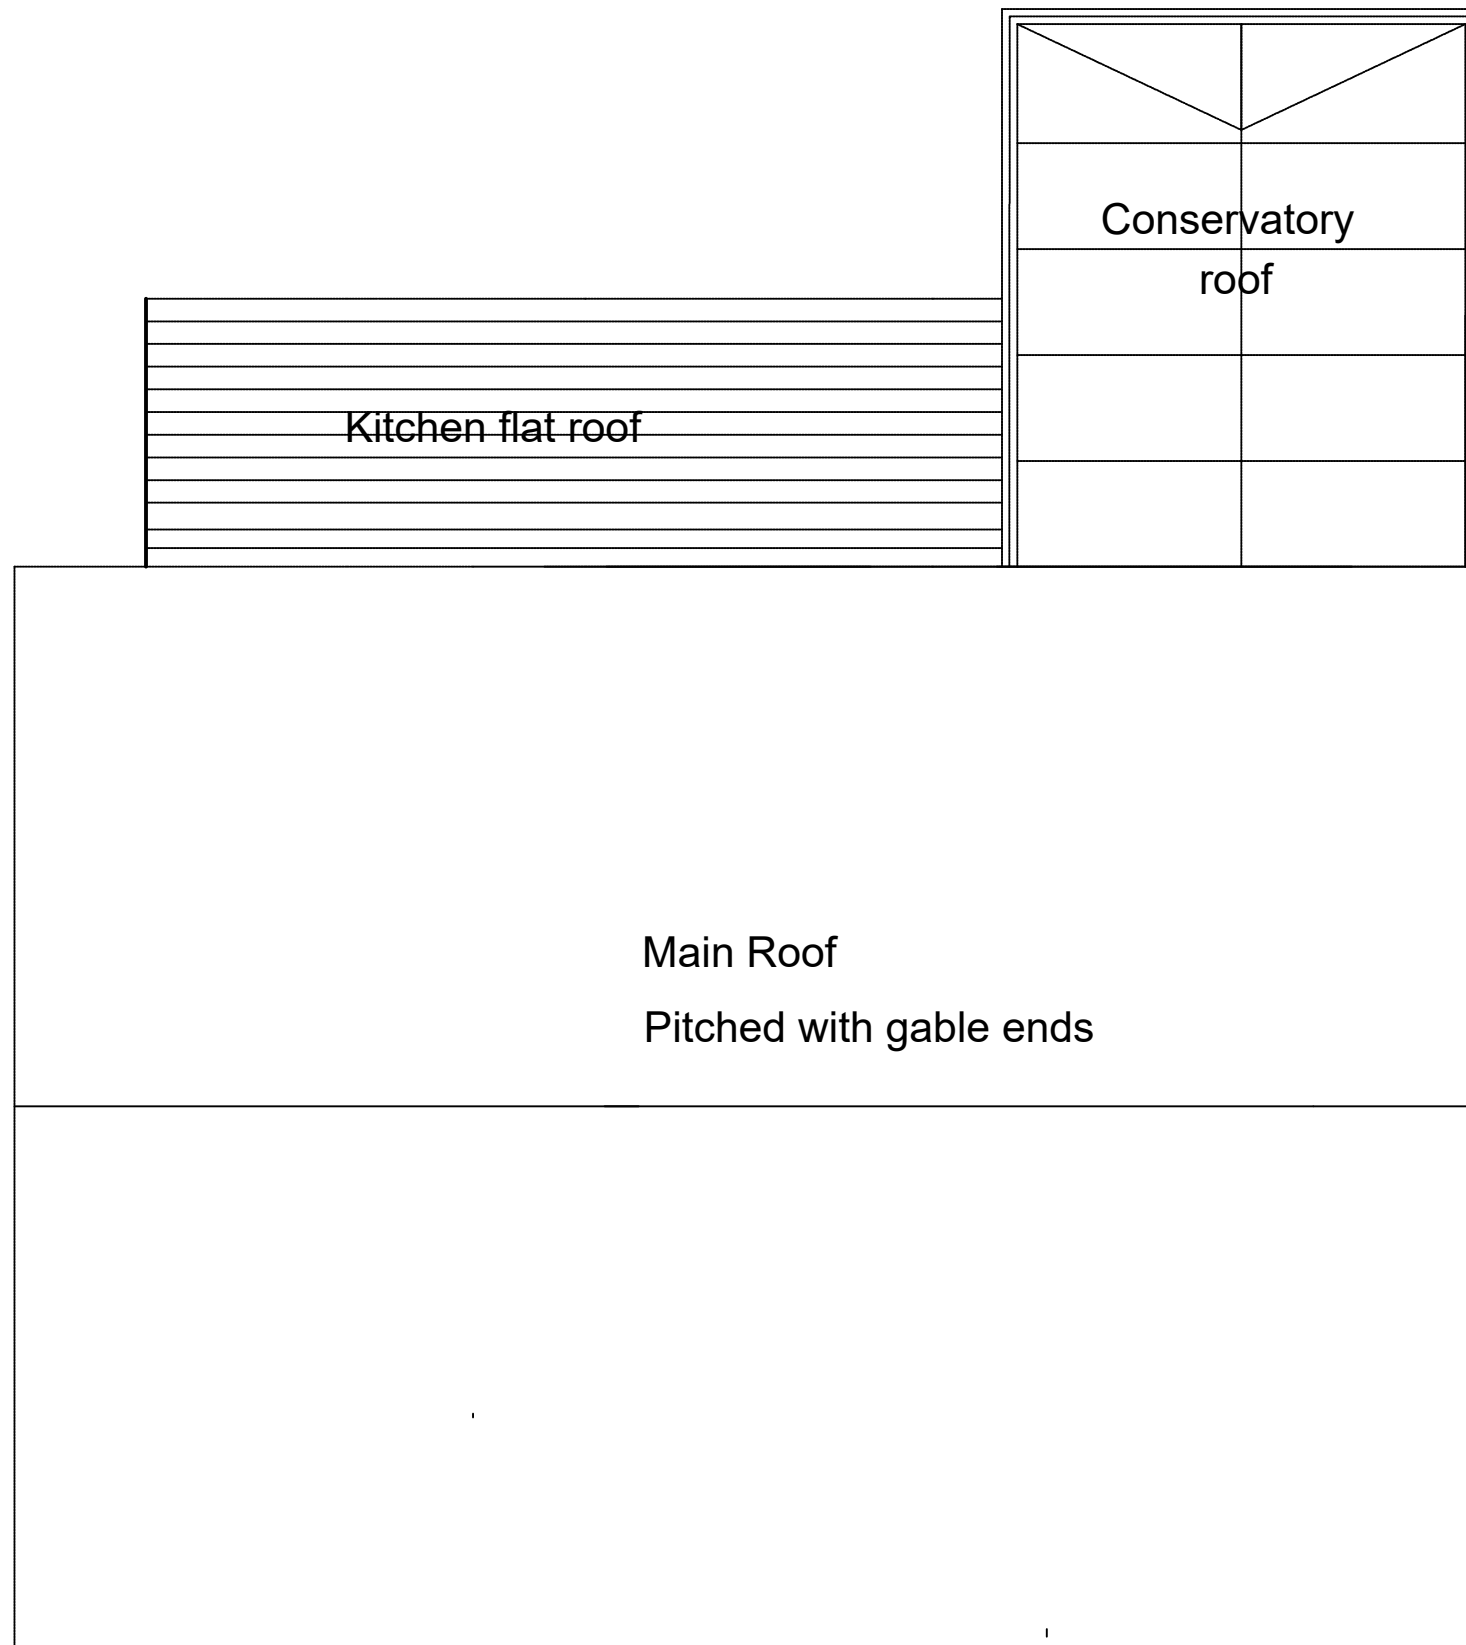 Conservatory
roof
Kitchen flat roof
Main Roof
Pitched with gable ends